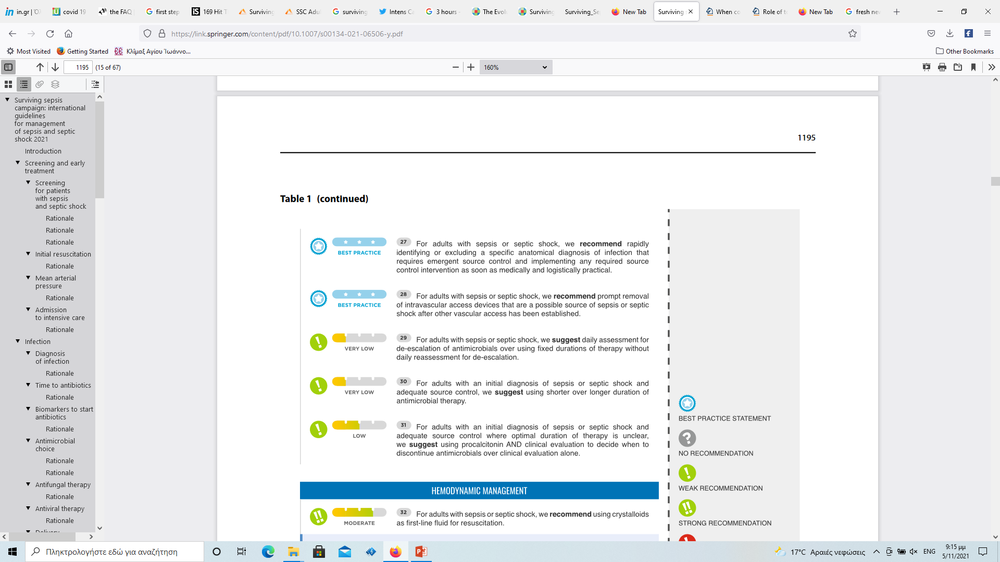 in.gr | 'Ό
covid 19
the FAQ
first step
169 Hit T
Surviving
SSC Adul
surviving
Intens Ca
3 hours -
The Evol
Surviving
Surviving_Se
New Tab
Surviving
When co
Role of t
New Tab
fresh nev
https://link.springer.com/content/pdf/10.1007/s00134-021-06506-y.pdf
Most Visited
Getting Started
Κλῖμαξ Αγίου Ἰωάννο...
Other Bookmarks
1195
(15 of 67)
160%
Surviving sepsis
campaign: international
guidelines
for management
of sepsis and septic
shock 2021
Introduction
Screening and early
treatment
Screening
for patients
with sepsis
and septic shock
Rationale
Rationale
Rationale
Initial resuscitation
Rationale
Mean arterial
pressure
Rationale
Admission
to intensive care
Rationale
Infection
Diagnosis
of infection
Rationale
Time to antibiotics
Rationale
Biomarkers to start
antibiotics
Rationale
Antimicrobial
choice
Rationale
Rationale
Antifungal therapy
Rationale
Antiviral therapy
Rationale
Delivery
1195
Table 1 (continued)
BEST PRACTICE
27 For adults with sepsis or septic shock, we recommend rapidly
identifying or excluding a specific anatomical diagnosis of infection that
requires emergent source control and implementing any required source
control intervention as soon as medically and logistically practical.
BEST PRACTICE
28 For adults with sepsis or septic shock, we recommend prompt removal
of intravascular access devices that are a possible source of sepsis or septic
shock after other vascular access has been established.
VERY LOW
29 For adults with sepsis or septic shock, we suggest daily assessment for
de-escalation of antimicrobials over using fixed durations of therapy without
daily reassessment for de-escalation.
VERY LOW
30 For adults with an initial diagnosis of sepsis or septic shock and
adequate source control, we suggest using shorter over longer duration of
antimicrobial therapy.
LOW
31 For adults with an initial diagnosis of sepsis or septic shock and
adequate source control where optimal duration of therapy is unclear,
we suggest using procalcitonin AND clinical evaluation to decide when to
discontinue antimicrobials over clinical evaluation alone.
HEMODYNAMIC MANAGEMENT
MODERATE
32 For adults with sepsis or septic shock, we recommend using crystalloids
as first-line fluid for resuscitation.
BEST PRACTICE STATEMENT
NO RECOMMENDATION
WEAK RECOMMENDATION
STRONG RECOMMENDATION
Πληκτρολογήστε εδώ για αναζήτηση
17°C Αραιές νεφώσεις
ENG
9:15 μμ
5/11/2021